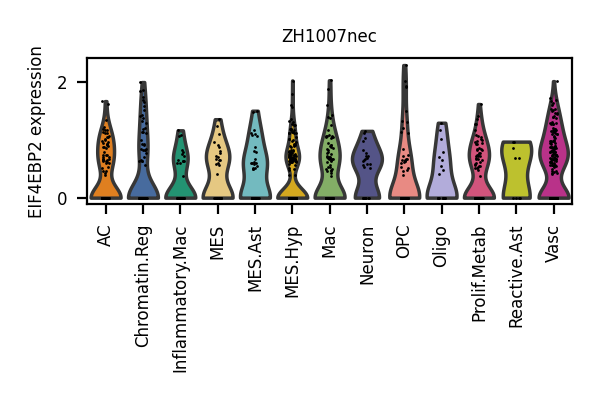 ZH1007nec
EIF4EBP2 expression
2
0
AC
Chromatin.Reg
Inflammatory.Mac
MES
MES.Ast
MES.Hyp
Mac
Neuron
OPC
Oligo
Prolif.Metab
Reactive.Ast
Vasc